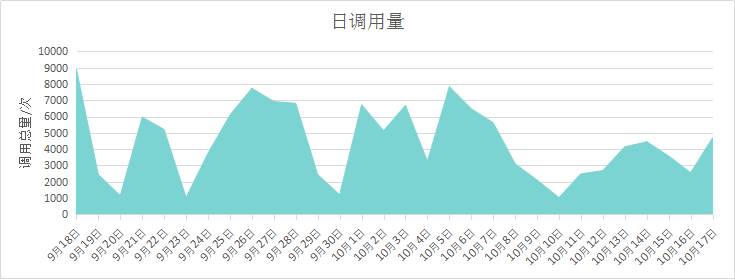 日调用量
调用总量/次
10000
9000
8000
7000
6000
5000
4000
3000
2000
1000
0
9月18日
9月19日
9月20日
9月21日
9月22日
9月23日
9月24日
9月25日
9月26日
9月27日
9月28日
9月29日
9月30日
10月1日
10月2日
10月3日
10月4日
10月5日
10月6日
10月7日
10月8日
10月9日
10月10日
10月11日
10月12日
10月13日
10月14日
10月15日
10月16日
10月17日